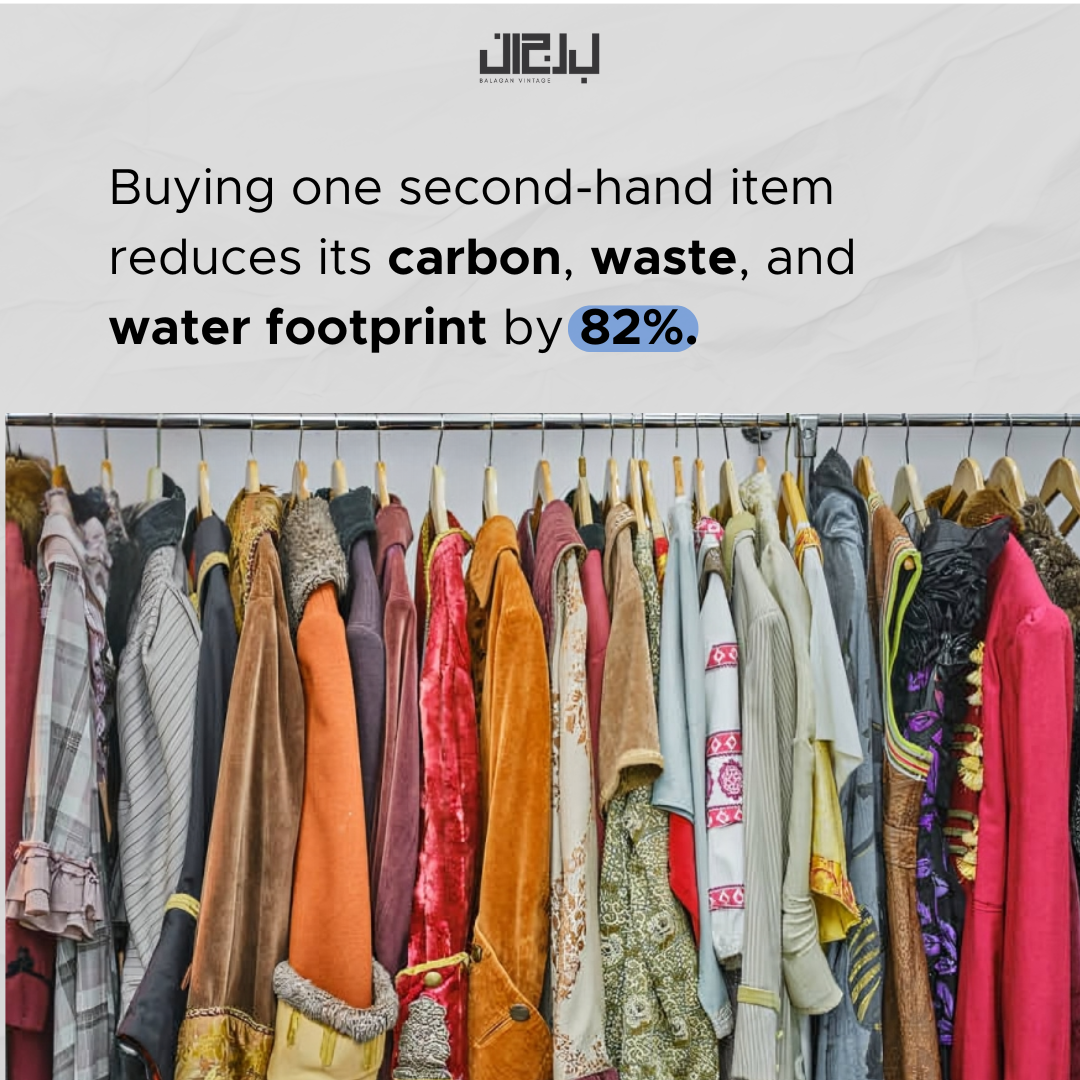 BALAGAN VINTAGE
Buying one second-hand item
reduces its carbon, waste, and
water footprint by 82%.